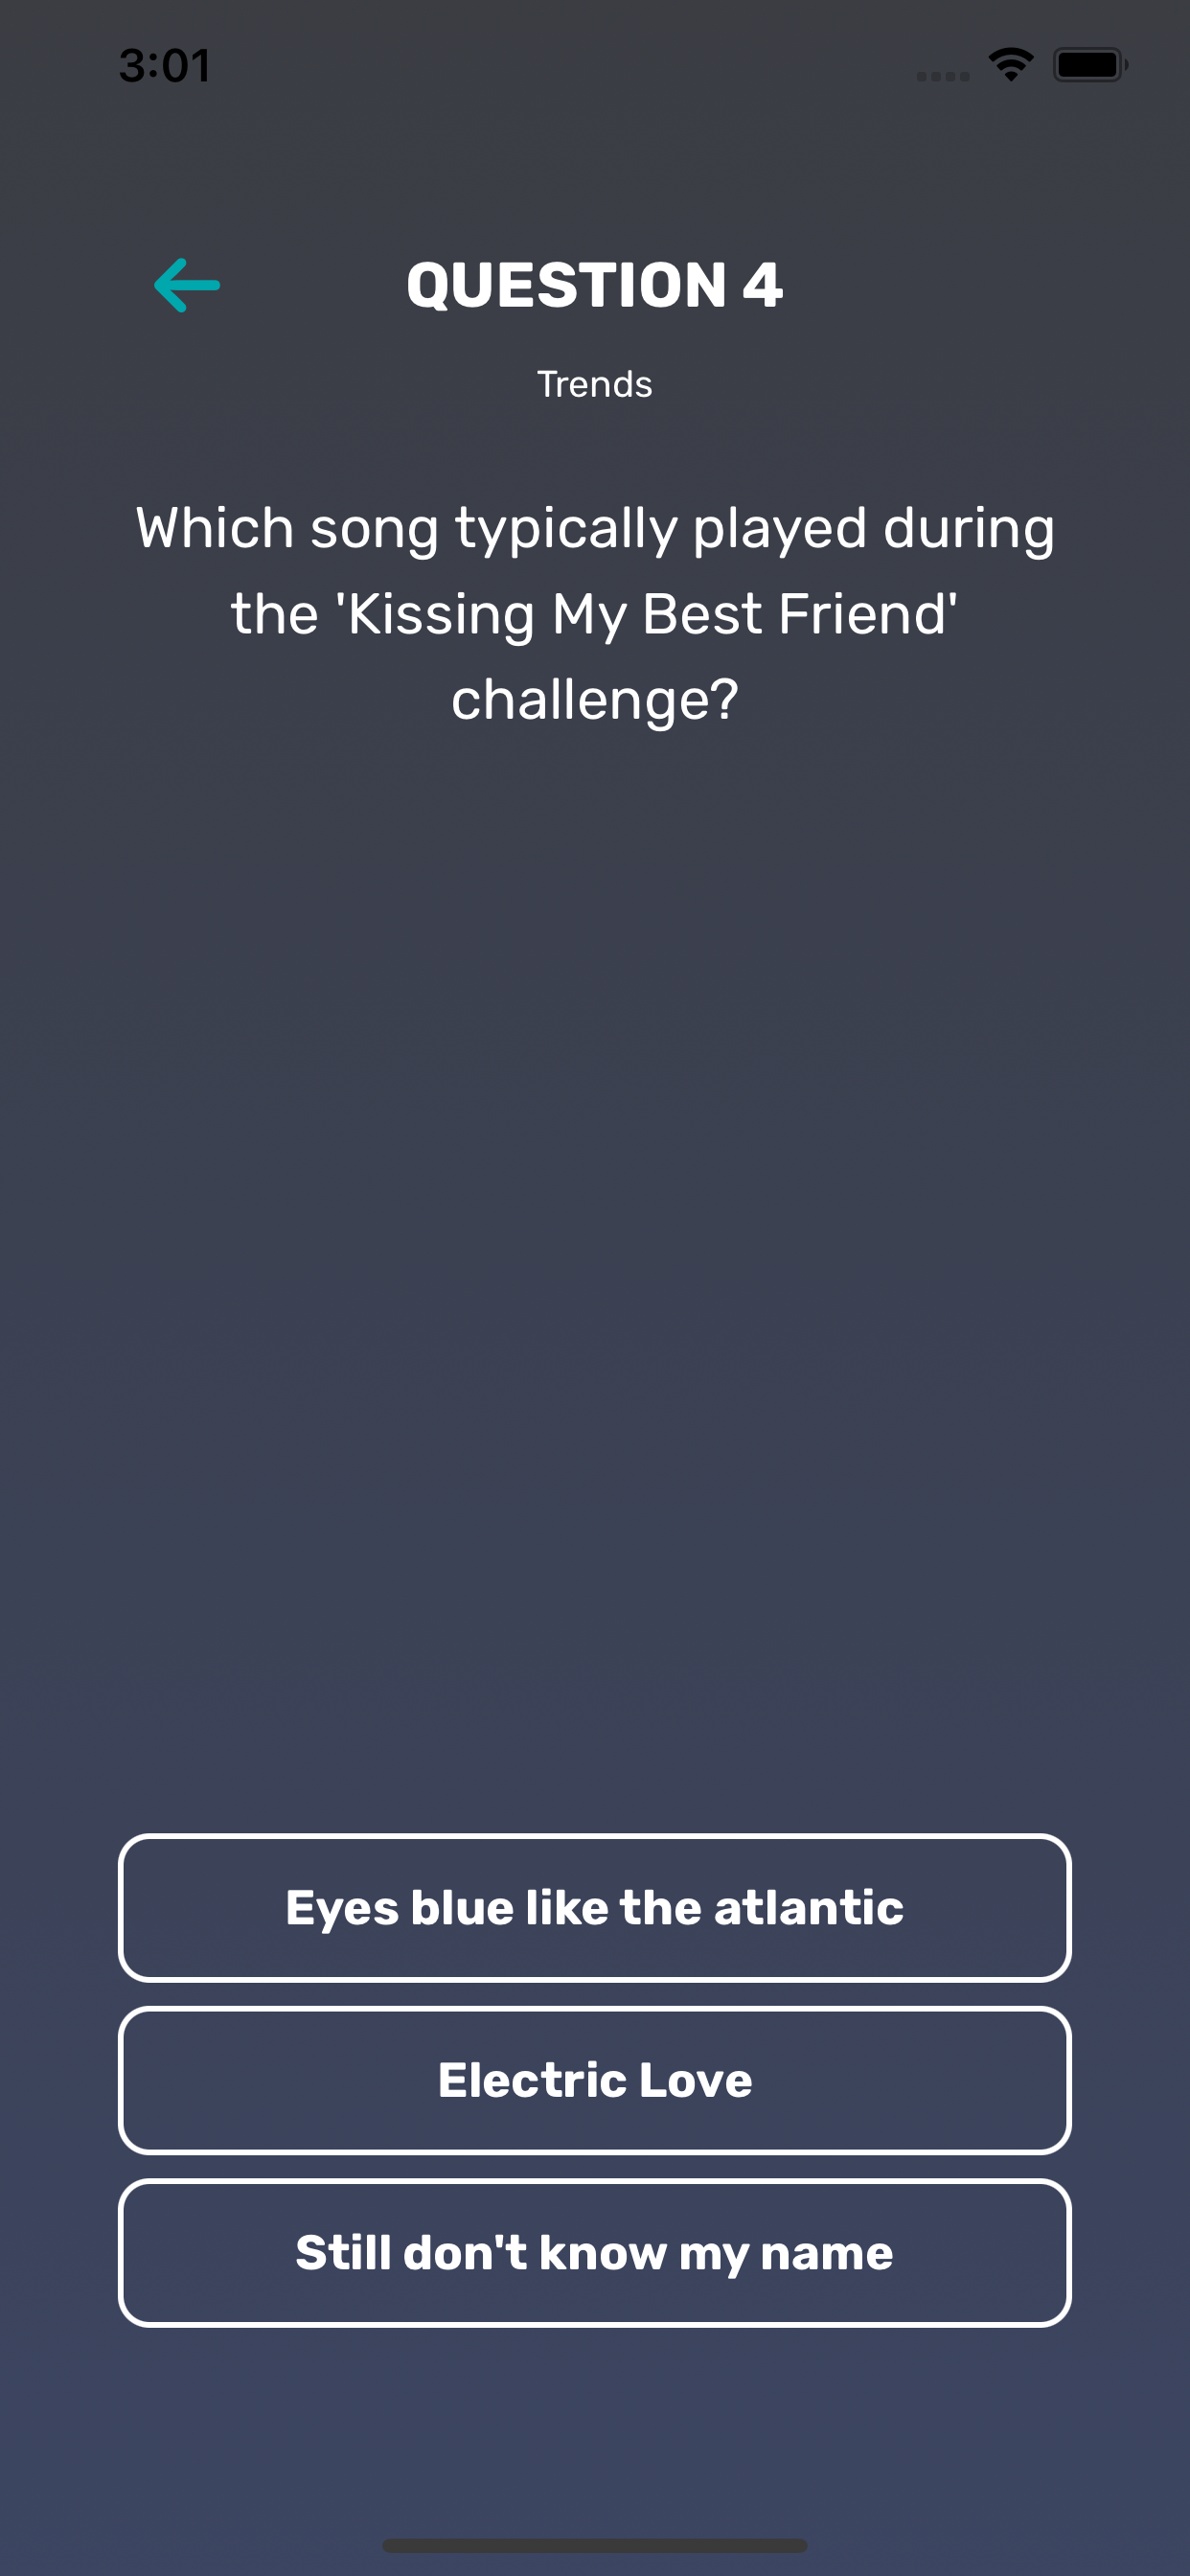 3:01
QUESTION 4
Trends
Which song typically played during
the 'Kissing My Best Friend'
challenge?
Eyes blue like the atlantic
Electric Love
Still don't know my name